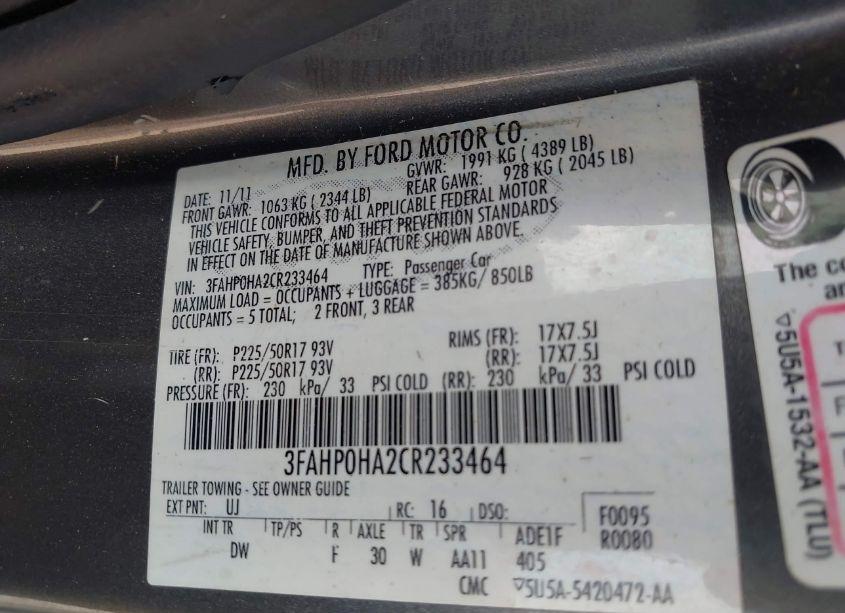 MFD. BY FORD MOTOR CO.
DATE: 11/11 GVWR: 1991 KG ( 4389 LB)
FRONT GAWR: 1063 KG ( 2344 LB) REAR GAWR: 928 KG ( 2045 LB)
THIS VEHICLE CONFORMS TO ALL APPLICABLE FEDERAL MOTOR
VEHICLE SAFETY, BUMPER, AND THEFT PREVENTION STANDARDS
IN EFFECT ON THE DATE OF MANUFACTURE SHOWN ABOVE.
VIN: 3FAHP0HA2CR233464 TYPE: Passenger Car
MAXIMUM LOAD = OCCUPANTS + LUGGAGE = 385KG/ 850LB
OCCUPANTS = 5 TOTAL; 2 FRONT, 3 REAR
TIRE (FR): P225/50R17 93V RIMS (FR): 17X7.5J
(RR): P225/50R17 93V (RR): 17X7.5J
PRESSURE (FR): 230 kPa/ 33 PSI COLD (RR): 230 kPa/ 33 PSI COLD
3FAHP0HA2CR233464
TRAILER TOWING - SEE OWNER GUIDE
EXT PNT: UJ RC: 16 DSO: F0095
INT TR TP/PS R AXLE TR SPR ADE1F R0080
DW F 30 W AA11 405
CMC ▽5U5A-5420472-AA
The co
an
▽5U5A-1532-AA (TLU)